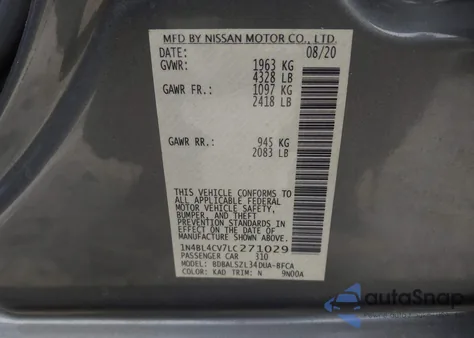 MFD BY NISSAN MOTOR CO., LTD.
DATE: 08/20
GVWR: 1963 KG
4328 LB
GAWR FR.: 1097 KG
2418 LB
GAWR RR.: 945 KG
2083 LB
THIS VEHICLE CONFORMS TO
ALL APPLICABLE FEDERAL
MOTOR VEHICLE SAFETY,
BUMPER, AND THEFT
PREVENTION STANDARDS IN
EFFECT ON THE DATE OF
MANUFACTURE SHOWN ABOVE.
1N4BL4CV7LC271029
PASSENGER CAR 310
MODEL: BDBALSZL34DUA-BFCA
COLOR: KAD TRIM: N 9N00A
autoSnap